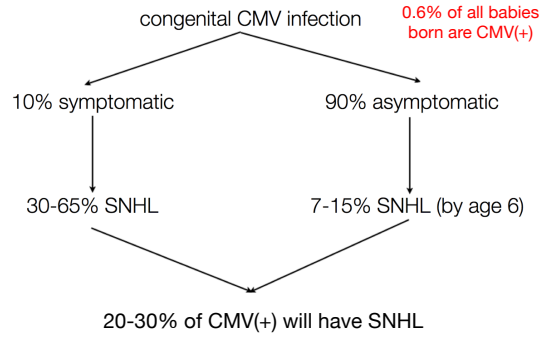 congenital CMV infection
0.6% of all babies
born are CMV(+)
10% symptomatic
90% asymptomatic
30-65% SNHL
7-15% SNHL (by age 6)
20-30% of CMV(+) will have SNHL